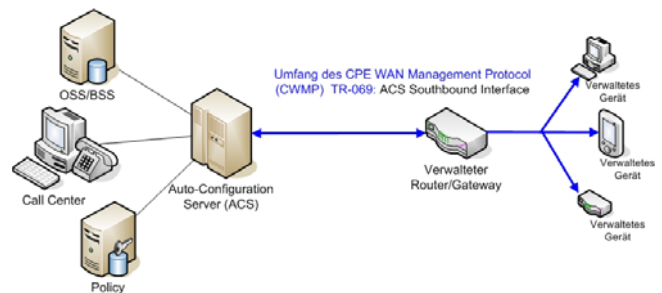 OSS/BSS
Umfang des CPE WAN Management Protocol
(CWMP) TR-069: ACS Southbound Interface
Verwaltetes
Gerät
Call Center
Auto-Configuration
Server (ACS)
Verwalteter
Router/Gateway
Verwaltetes
Gerät
Verwaltetes
Gerät
Policy